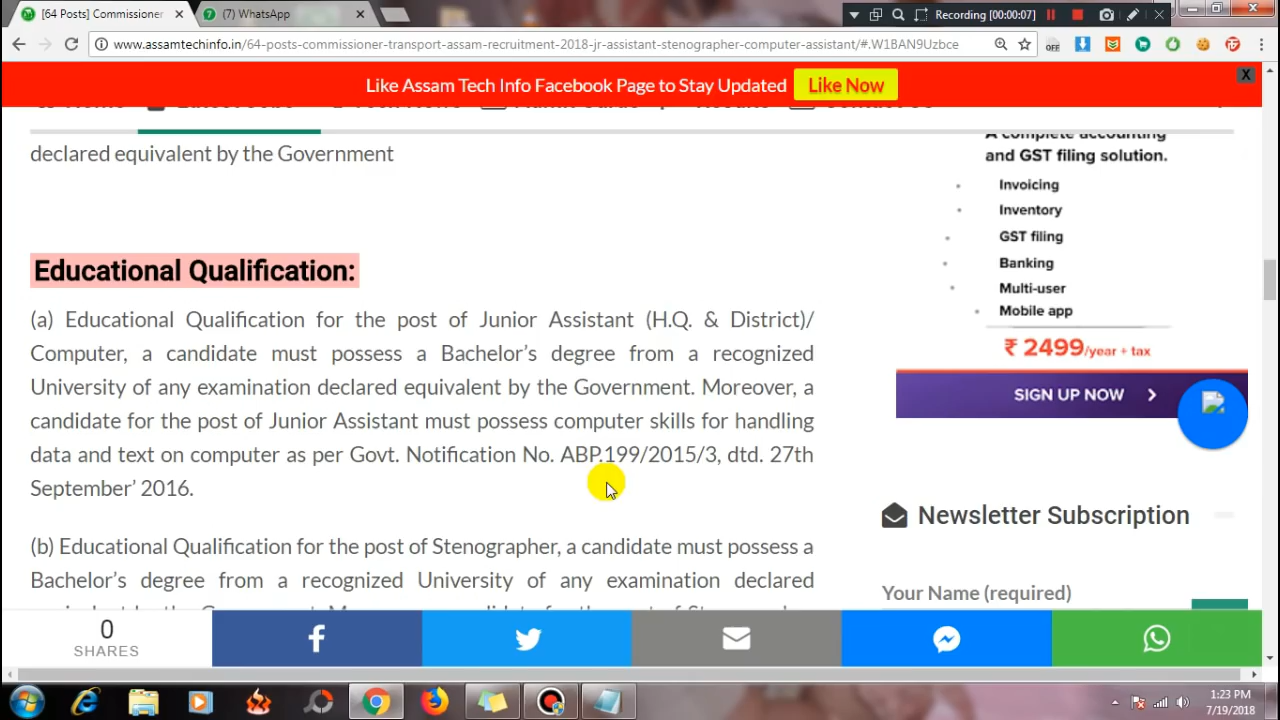 [64 Posts] Commissioner
(7) WhatsApp
Recording [00:00:07]
www.assamtechinfo.in/64-posts-commissioner-transport-assam-recruitment-2018-jr-assistant-stenographer-computer-assistant/#.W1BAN9Uzbce
OFF
Like Assam Tech Info Facebook Page to Stay Updated
Like Now
X
declared equivalent by the Government
Educational Qualification:
(a) Educational Qualification for the post of Junior Assistant (H.Q. & District)/
Computer, a candidate must possess a Bachelor's degree from a recognized
University of any examination declared equivalent by the Government. Moreover, a
candidate for the post of Junior Assistant must possess computer skills for handling
data and text on computer as per Govt. Notification No. ABP.199/2015/3, dtd. 27th
September' 2016.
(b) Educational Qualification for the post of Stenographer, a candidate must possess a
Bachelor's degree from a recognized University of any examination declared
A complete accounting
and GST filing solution.
Invoicing
Inventory
GST filing
Banking
Multi-user
Mobile app
₹ 2499/year + tax
SIGN UP NOW
Newsletter Subscription
Your Name (required)
0
SHARES
1:23 PM
7/19/2018